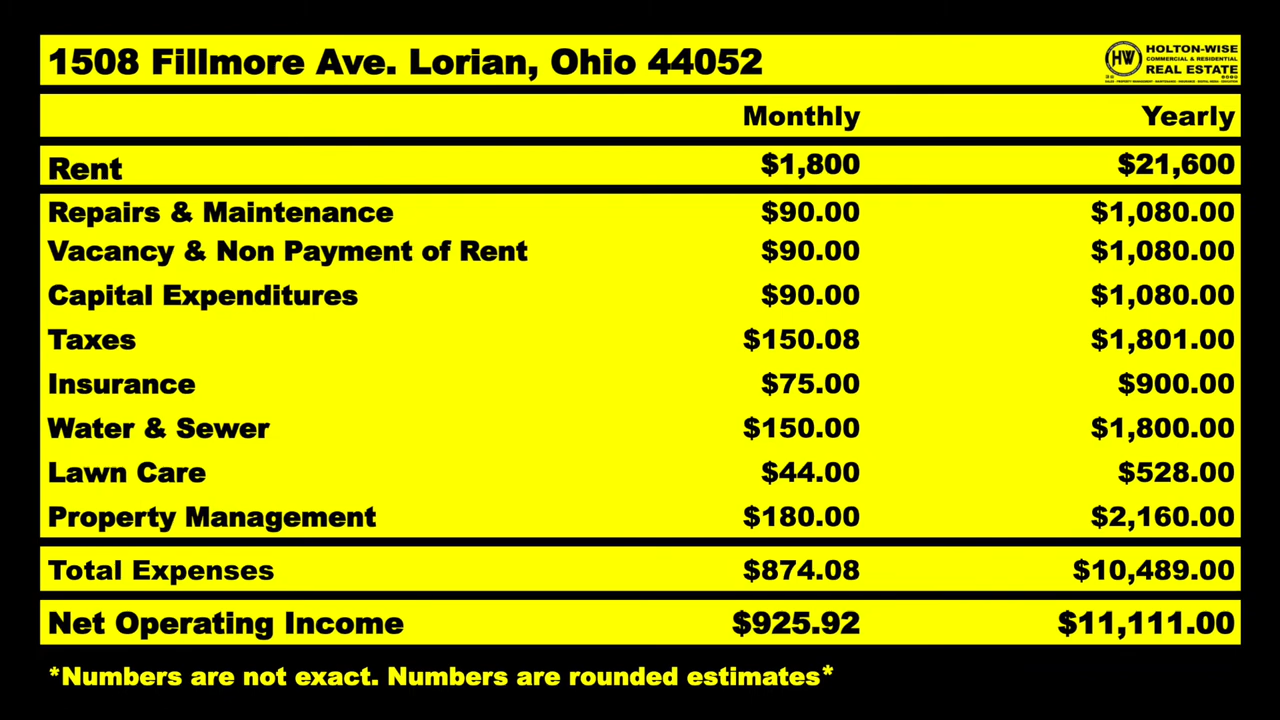 1508 Fillmore Ave. Lorian, Ohio 44052
HW
HOLTON-WISE
COMMERCIAL & RESIDENTIAL
REAL ESTATE
Monthly Yearly
Rent $1,800 $21,600
Repairs & Maintenance $90.00 $1,080.00
Vacancy & Non Payment of Rent $90.00 $1,080.00
Capital Expenditures $90.00 $1,080.00
Taxes $150.08 $1,801.00
Insurance $75.00 $900.00
Water & Sewer $150.00 $1,800.00
Lawn Care $44.00 $528.00
Property Management $180.00 $2,160.00
Total Expenses $874.08 $10,489.00
Net Operating Income $925.92 $11,111.00
*Numbers are not exact. Numbers are rounded estimates*